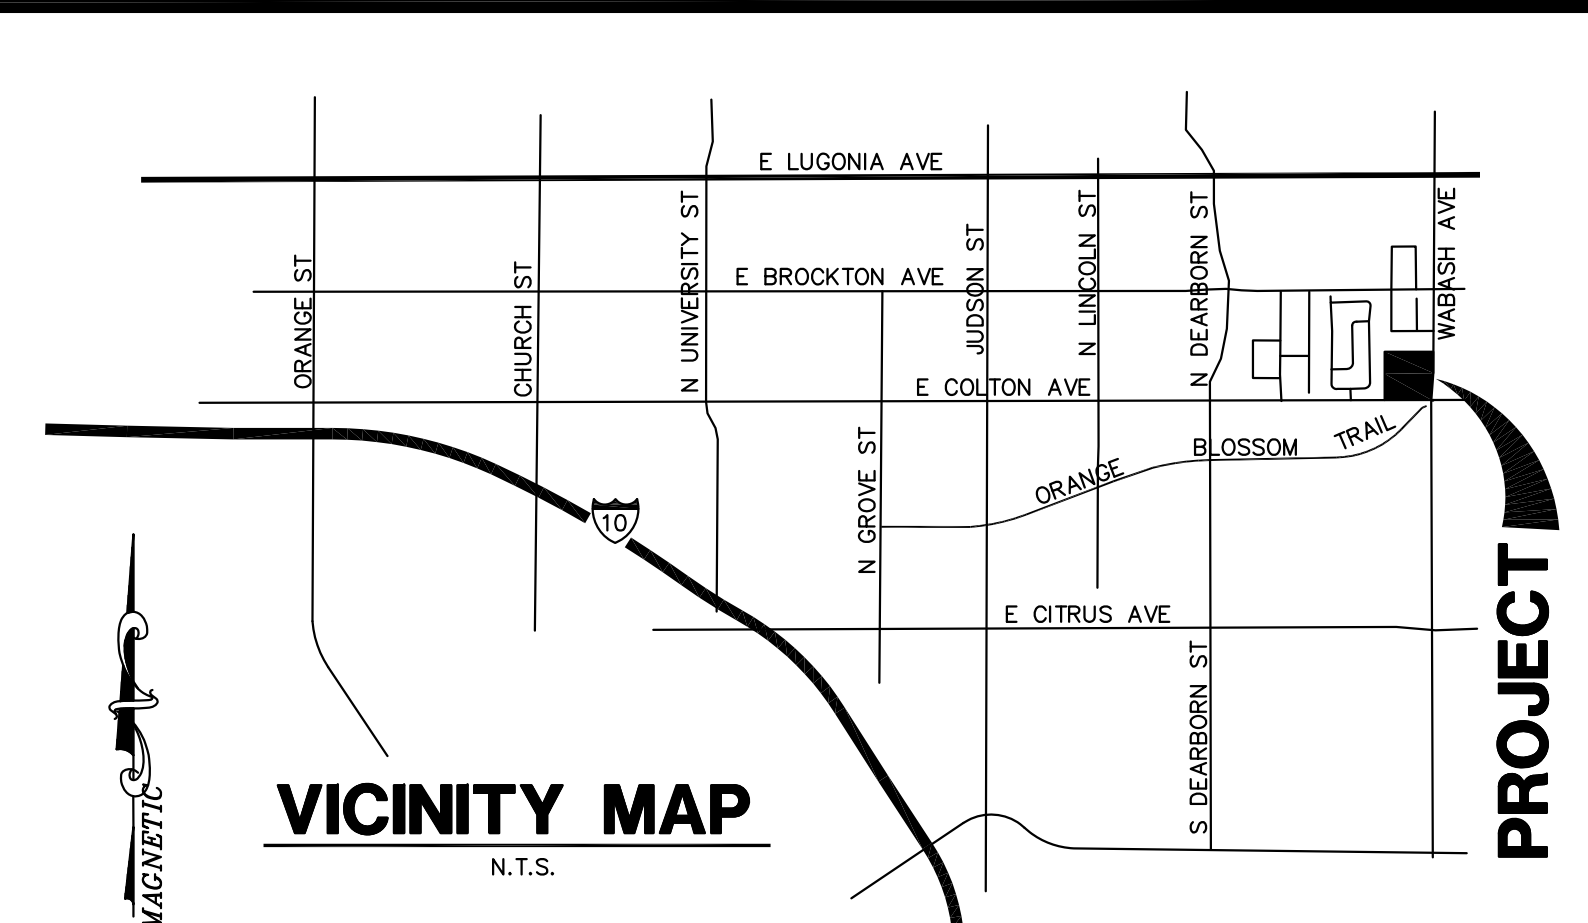 E LUGONIA AVE
N UNIVERSITY ST
N LINCOLN ST
N DEARBORN ST
WABASH AVE
JUDSON ST
ORANGE ST
CHURCH ST
E BROCKTON AVE
E COLTON AVE
N GROVE ST
ORANGE BLOSSOM TRAIL
10
E CITRUS AVE
S DEARBORN ST
PROJECT
VICINITY MAP
N.T.S.
MAGNETIC